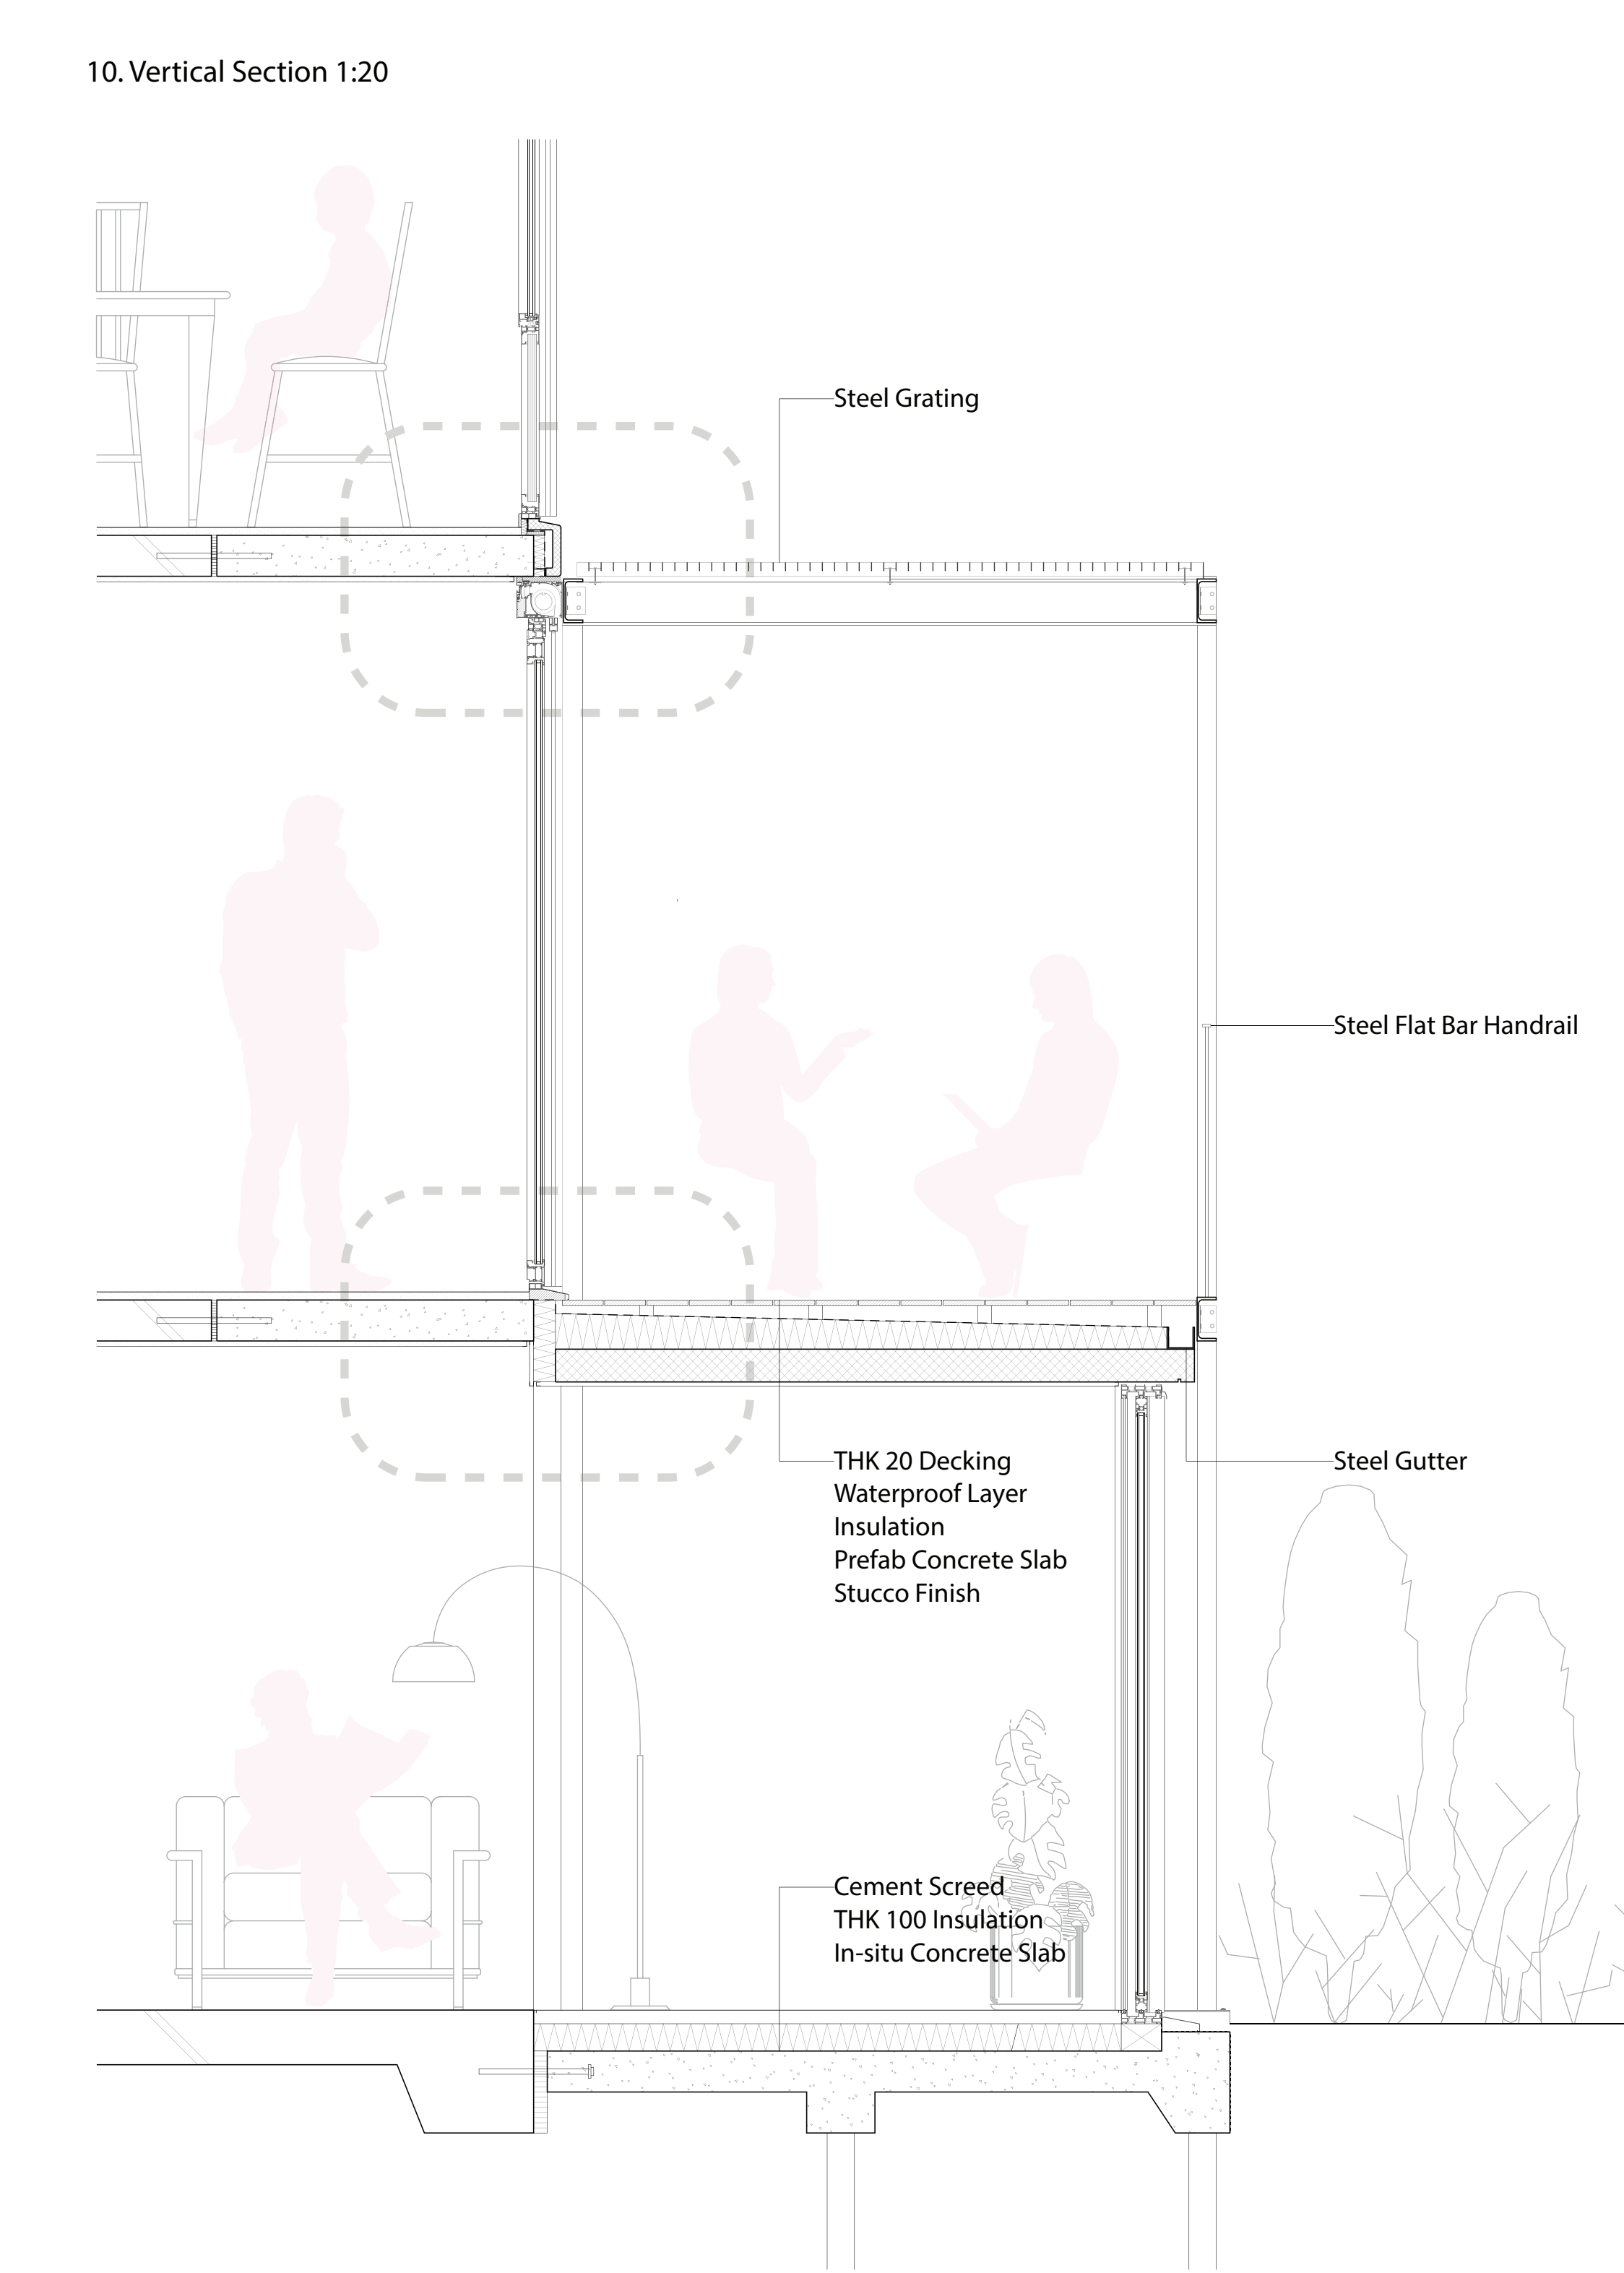 10. Vertical Section 1:20
Steel Grating
Steel Flat Bar Handrail
THK 20 Decking
Waterproof Layer
Insulation
Prefab Concrete Slab
Stucco Finish
Steel Gutter
Cement Screed
THK 100 Insulation
In-situ Concrete Slab